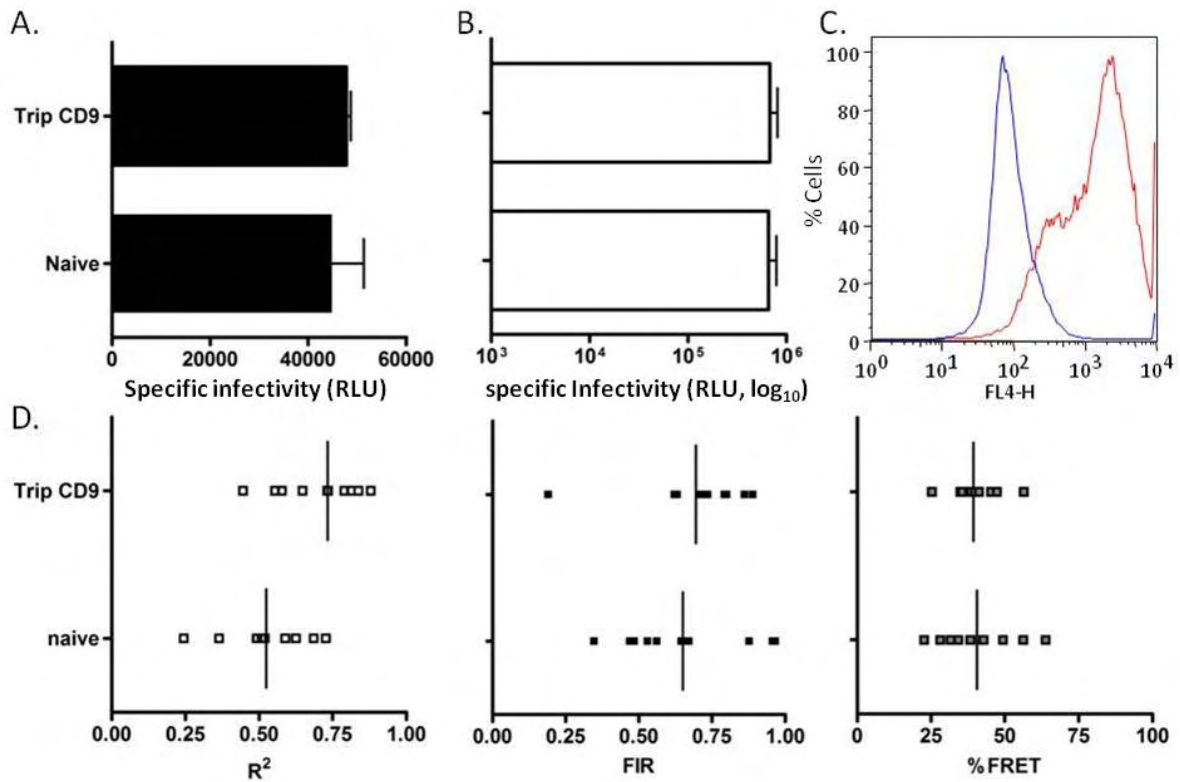 A.
Trip CD9
Naive
0 20000 40000 60000
Specific infectivity (RLU)
B.
10³ 10⁴ 10⁵ 10⁶
specific Infectivity (RLU, log₁₀)
C.
100
80
60
40
20
0
% Cells
10⁰ 10¹ 10² 10³ 10⁴
FL4-H
D.
Trip CD9
naive
0.00 0.25 0.50 0.75 1.00
R²
0.00 0.25 0.50 0.75 1.00
FIR
0 25 50 75 100
%FRET